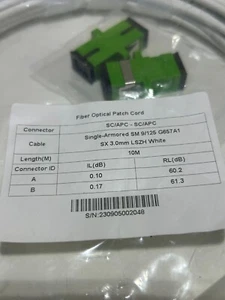 Fiber Optical Patch Cord
Connector SC/APC - SC/APC
Cable Single-Armored SM 9/125 G657A1
SX 3.0mm LSZH White
Length(M) 10M
Connector ID IL(dB) RL(dB)
A 0.10 60.2
B 0.17 61.3
S/N:230905002048